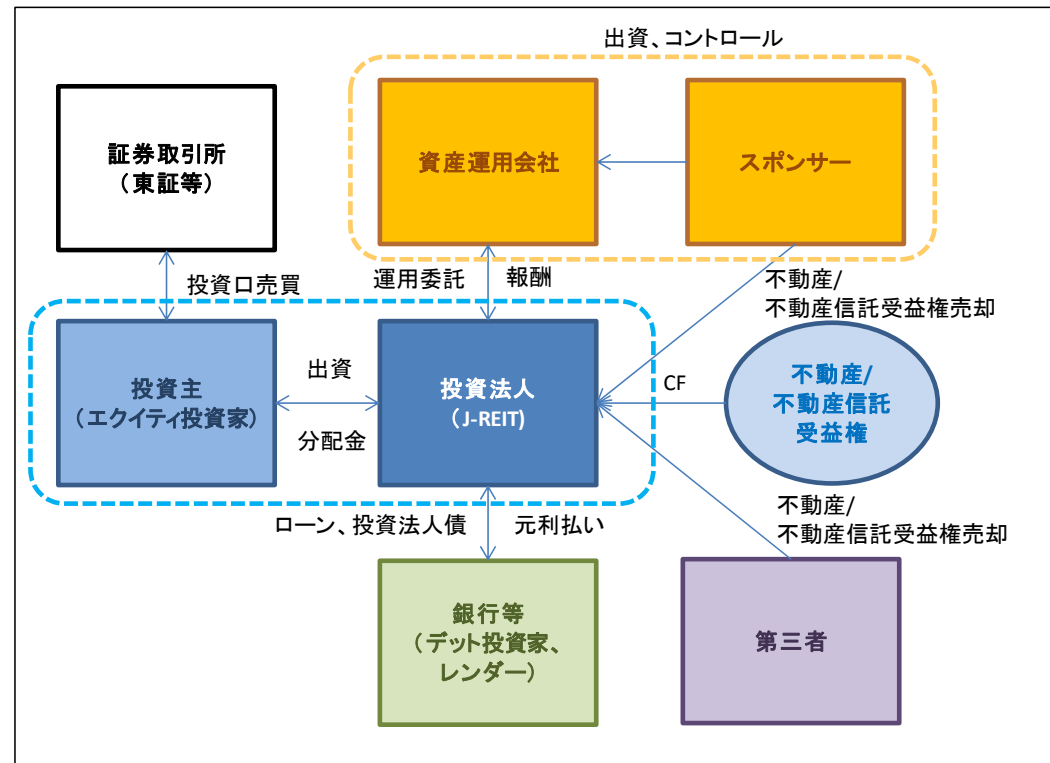 出資、コントロール
証券取引所
（東証等）
資産運用会社
スポンサー
投資口売買
運用委託
報酬
不動産/
不動産信託受益権売却
投資主
（エクイティ投資家）
出資
分配金
投資法人
（J-REIT)
CF
不動産/
不動産信託
受益権
ローン、投資法人債
元利払い
不動産/
不動産信託受益権売却
銀行等
（デット投資家、
レンダー）
第三者